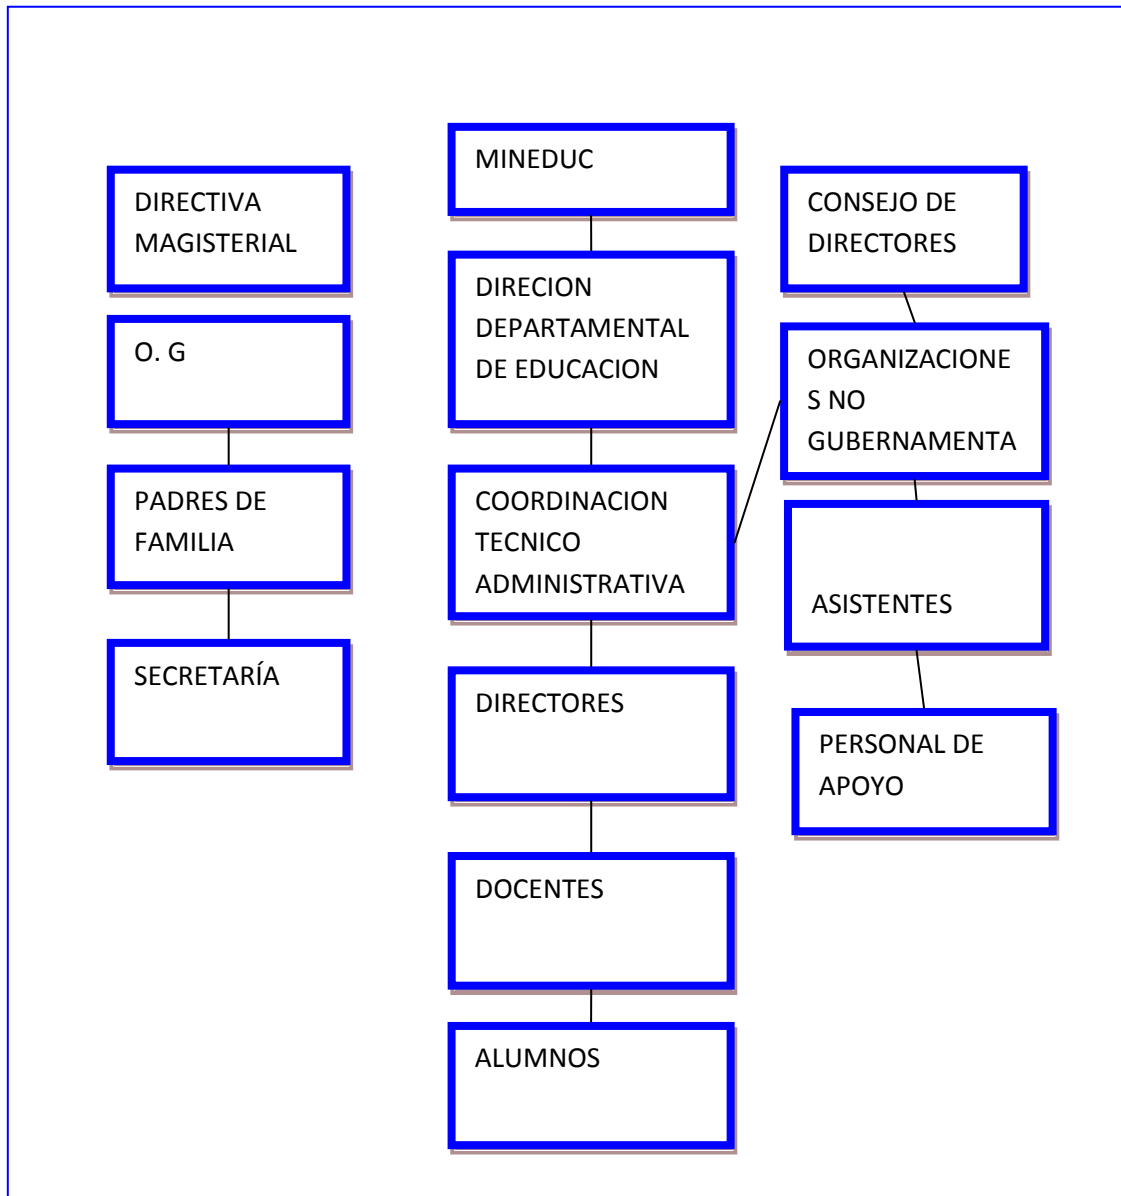 DIRECTIVA
MAGISTERIAL
O. G
PADRES DE
FAMILIA
SECRETARÍA
MINEDUC
DIRECION
DEPARTAMENTAL
DE EDUCACION
COORDINACION
TECNICO
ADMINISTRATIVA
DIRECTORES
DOCENTES
ALUMNOS
CONSEJO DE
DIRECTORES
ORGANIZACIONE
S NO
GUBERNAMENTA
ASISTENTES
PERSONAL DE
APOYO